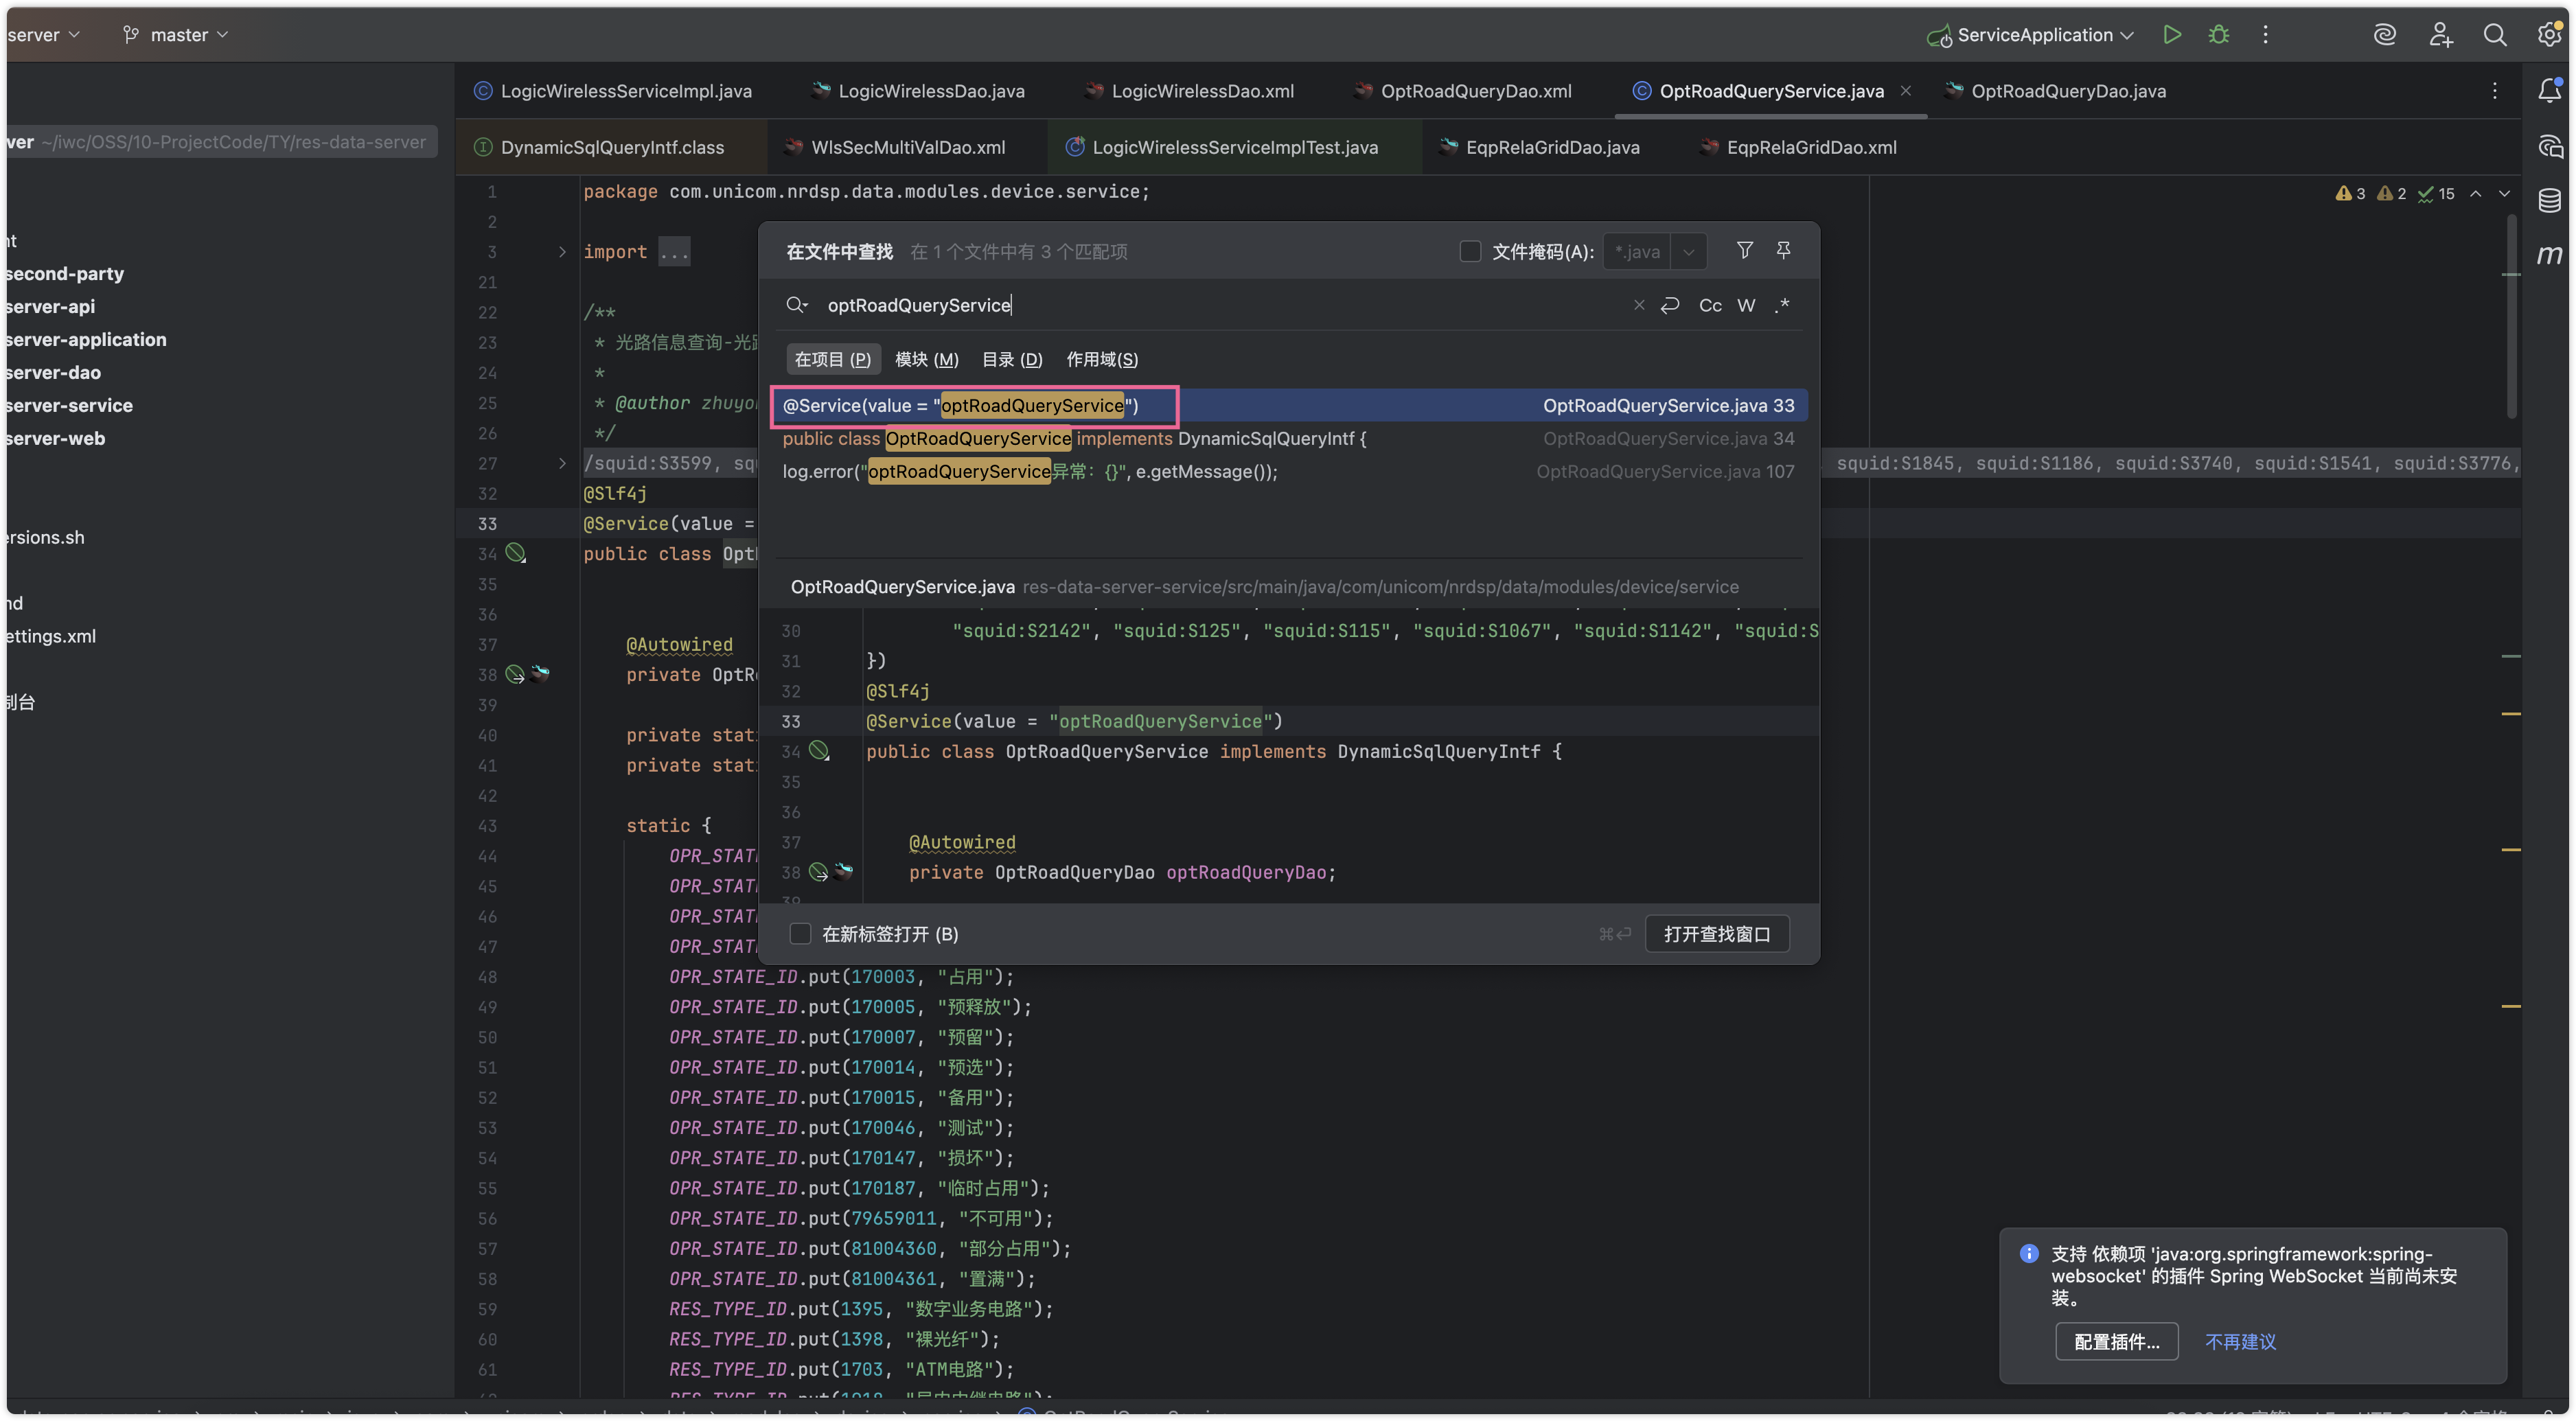 server
master
ServiceApplication
LogicWirelessServiceImpl.java
LogicWirelessDao.java
LogicWirelessDao.xml
OptRoadQueryDao.xml
OptRoadQueryService.java
OptRoadQueryDao.java
ver ~/iwc/OSS/10-ProjectCode/TY/res-data-server
DynamicSqlQueryIntf.class
WlsSecMultiValDao.xml
LogicWirelessServiceImplTest.java
EqpRelaGridDao.java
EqpRelaGridDao.xml
nt
second-party
server-api
server-application
server-dao
server-service
server-web
ersions.sh
nd
ettings.xml
制台
3 2 15
1 package com.unicom.nrdsp.data.modules.device.service;
2
3 import ...
21
22 /**
23 * 光路信息查询-光
24 *
25 * @author zhuyo
26 */
27 /squid:S3599, squ
squid:S1845, squid:S1186, squid:S3740, squid:S1541, squid:S3776,
32 @Slf4j
33 @Service(value =
34 public class Opt
35
36
37 @Autowired
38 private OptR
39
40 private stat
41 private stat
42
43 static {
44 OPR_STAT
45 OPR_STAT
46 OPR_STAT
47 OPR_STAT
48 OPR_STATE_ID.put(170003, "占用");
49 OPR_STATE_ID.put(170005, "预释放");
50 OPR_STATE_ID.put(170007, "预留");
51 OPR_STATE_ID.put(170014, "预选");
52 OPR_STATE_ID.put(170015, "备用");
53 OPR_STATE_ID.put(170046, "测试");
54 OPR_STATE_ID.put(170147, "损坏");
55 OPR_STATE_ID.put(170187, "临时占用");
56 OPR_STATE_ID.put(79659011, "不可用");
57 OPR_STATE_ID.put(81004360, "部分占用");
58 OPR_STATE_ID.put(81004361, "置满");
59 RES_TYPE_ID.put(1395, "数字业务电路");
60 RES_TYPE_ID.put(1398, "裸光纤");
61 RES_TYPE_ID.put(1703, "ATM电路");
在文件中查找 在 1 个文件中有 3 个匹配项
文件掩码(A): *.java
optRoadQueryService
Cc W .*
在项目 (P) 模块 (M) 目录 (D) 作用域(S)
@Service(value = "optRoadQueryService") OptRoadQueryService.java 33
public class OptRoadQueryService implements DynamicSqlQueryIntf { OptRoadQueryService.java 34
log.error("optRoadQueryService异常：{}", e.getMessage()); OptRoadQueryService.java 107
OptRoadQueryService.java res-data-server-service/src/main/java/com/unicom/nrdsp/data/modules/device/service
30 "squid:S2142", "squid:S125", "squid:S115", "squid:S1067", "squid:S1142", "squid:S
31 })
32 @Slf4j
33 @Service(value = "optRoadQueryService")
34 public class OptRoadQueryService implements DynamicSqlQueryIntf {
35
36
37 @Autowired
38 private OptRoadQueryDao optRoadQueryDao;
39
在新标签打开 (B)
⌘⏎ 打开查找窗口
支持 依赖项 'java:org.springframework:spring-
websocket' 的插件 Spring WebSocket 当前尚未安
装。
配置插件... 不再建议